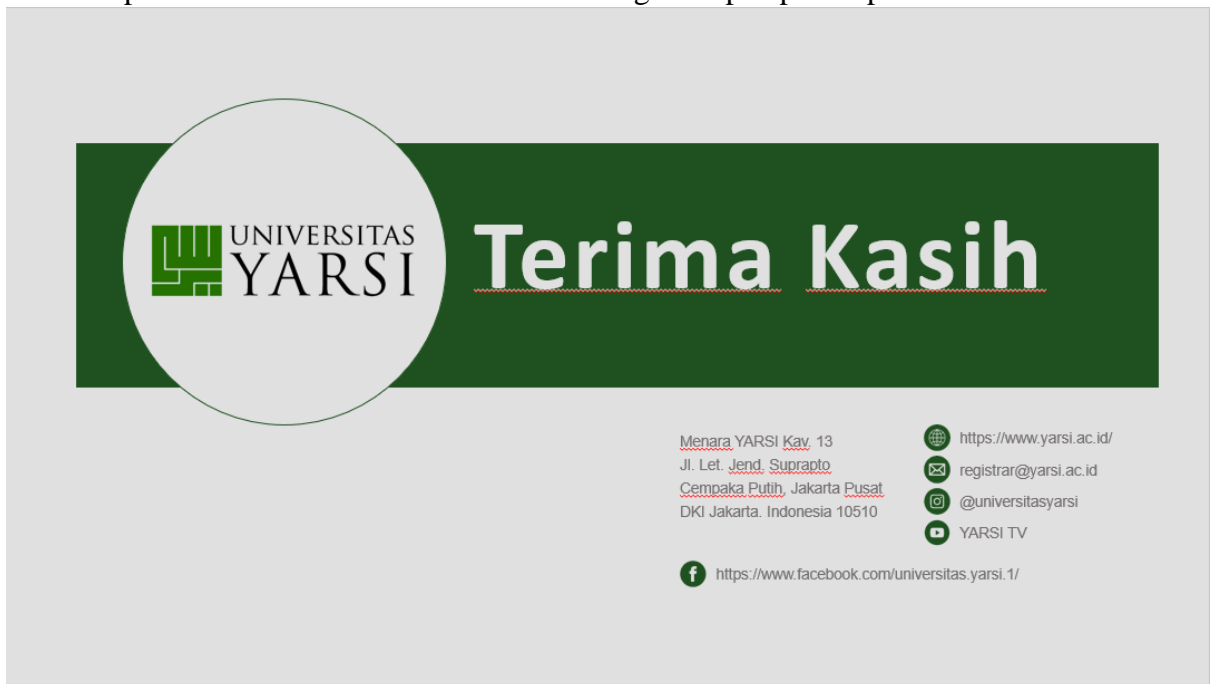 UNIVERSITAS
YARSI
Terima Kasih
Menara YARSI Kav. 13
Jl. Let. Jend. Suprapto
Cempaka Putih, Jakarta Pusat
DKI Jakarta. Indonesia 10510
https://www.yarsi.ac.id/
registrar@yarsi.ac.id
@universitasyarsi
YARSI TV
https://www.facebook.com/universitas.yarsi.1/